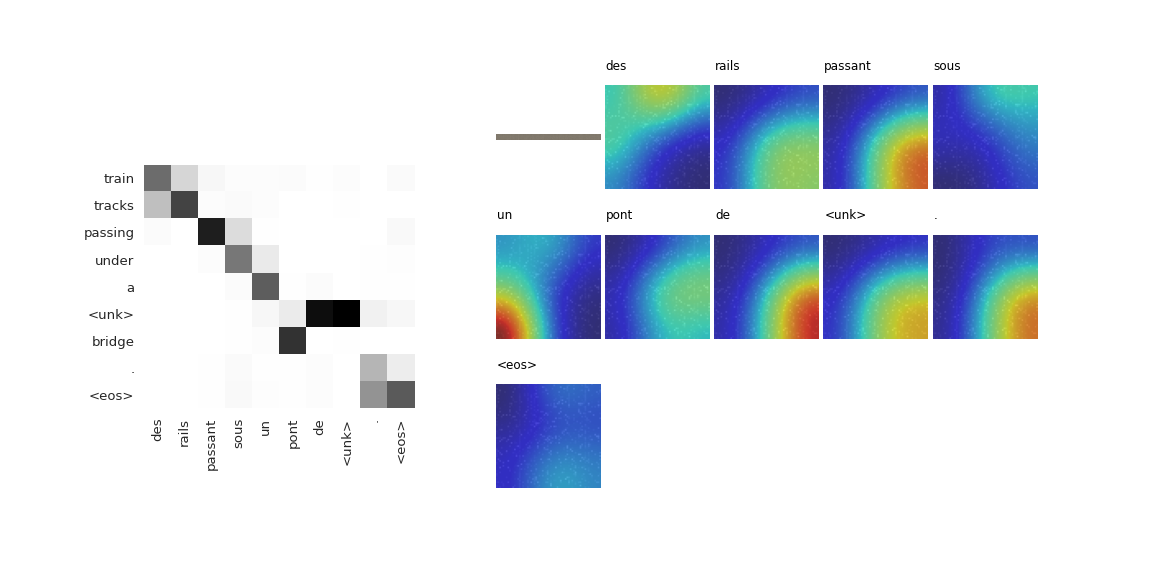 des rails passant sous
un pont de <unk> .
<eos>
train
tracks
passing
under
a
<unk>
bridge
.
<eos>
des rails passant sous un pont de <unk> . <eos>